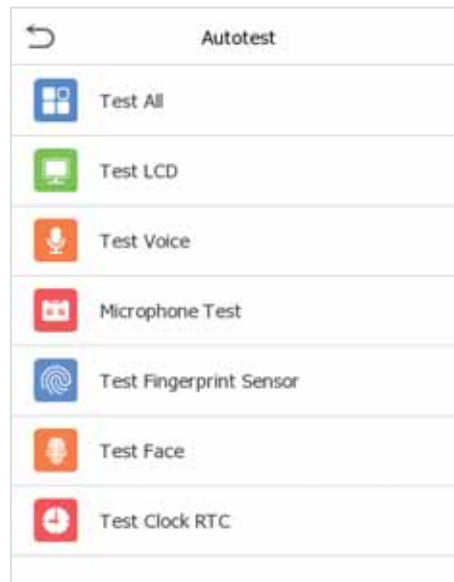 Autotest
Test All
Test LCD
Test Voice
Microphone Test
Test Fingerprint Sensor
Test Face
Test Clock RTC